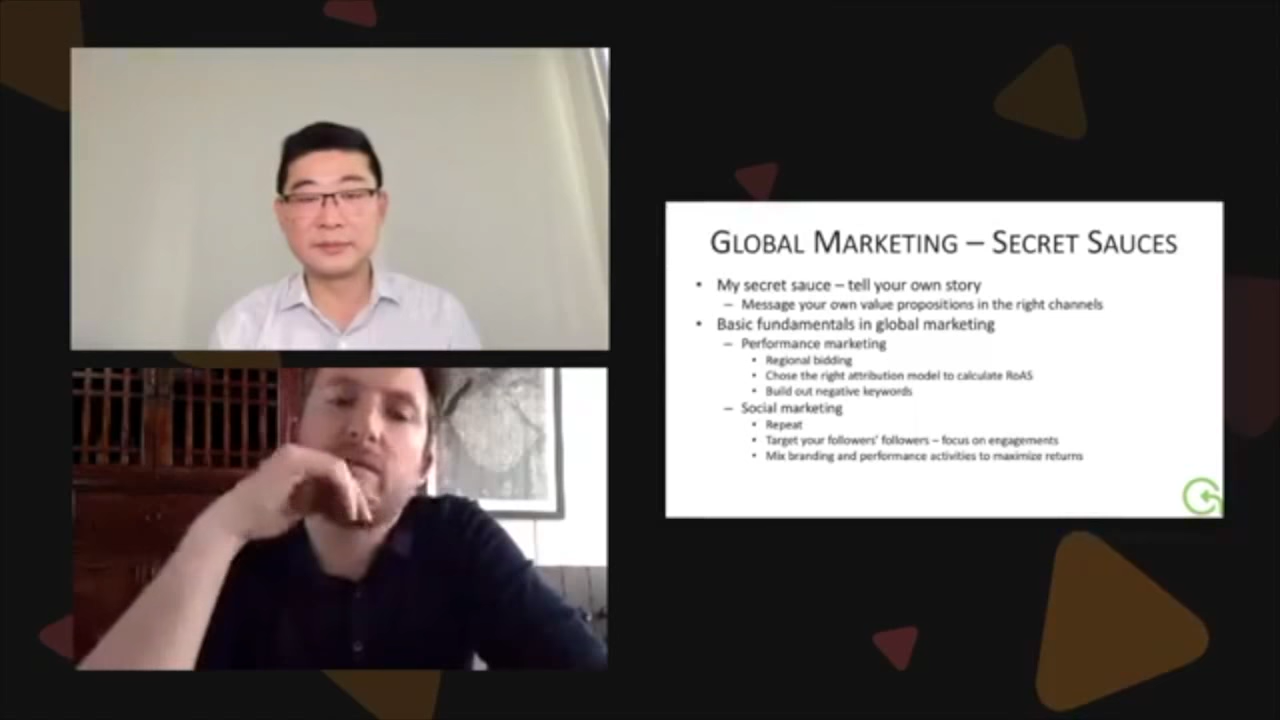 GLOBAL MARKETING – SECRET SAUCES
• My secret sauce – tell your own story
– Message your own value propositions in the right channels
• Basic fundamentals in global marketing
– Performance marketing
• Regional bidding
• Chose the right attribution model to calculate RoAS
• Build out negative keywords
– Social marketing
• Repeat
• Target your followers' followers – focus on engagements
• Mix branding and performance activities to maximize returns